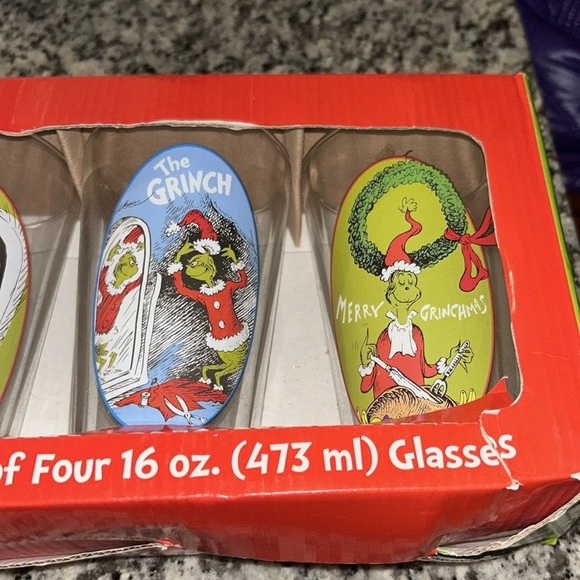 The
GRINCH
MERRY GRINCHMAS
of Four 16 oz. (473 ml) Glasses